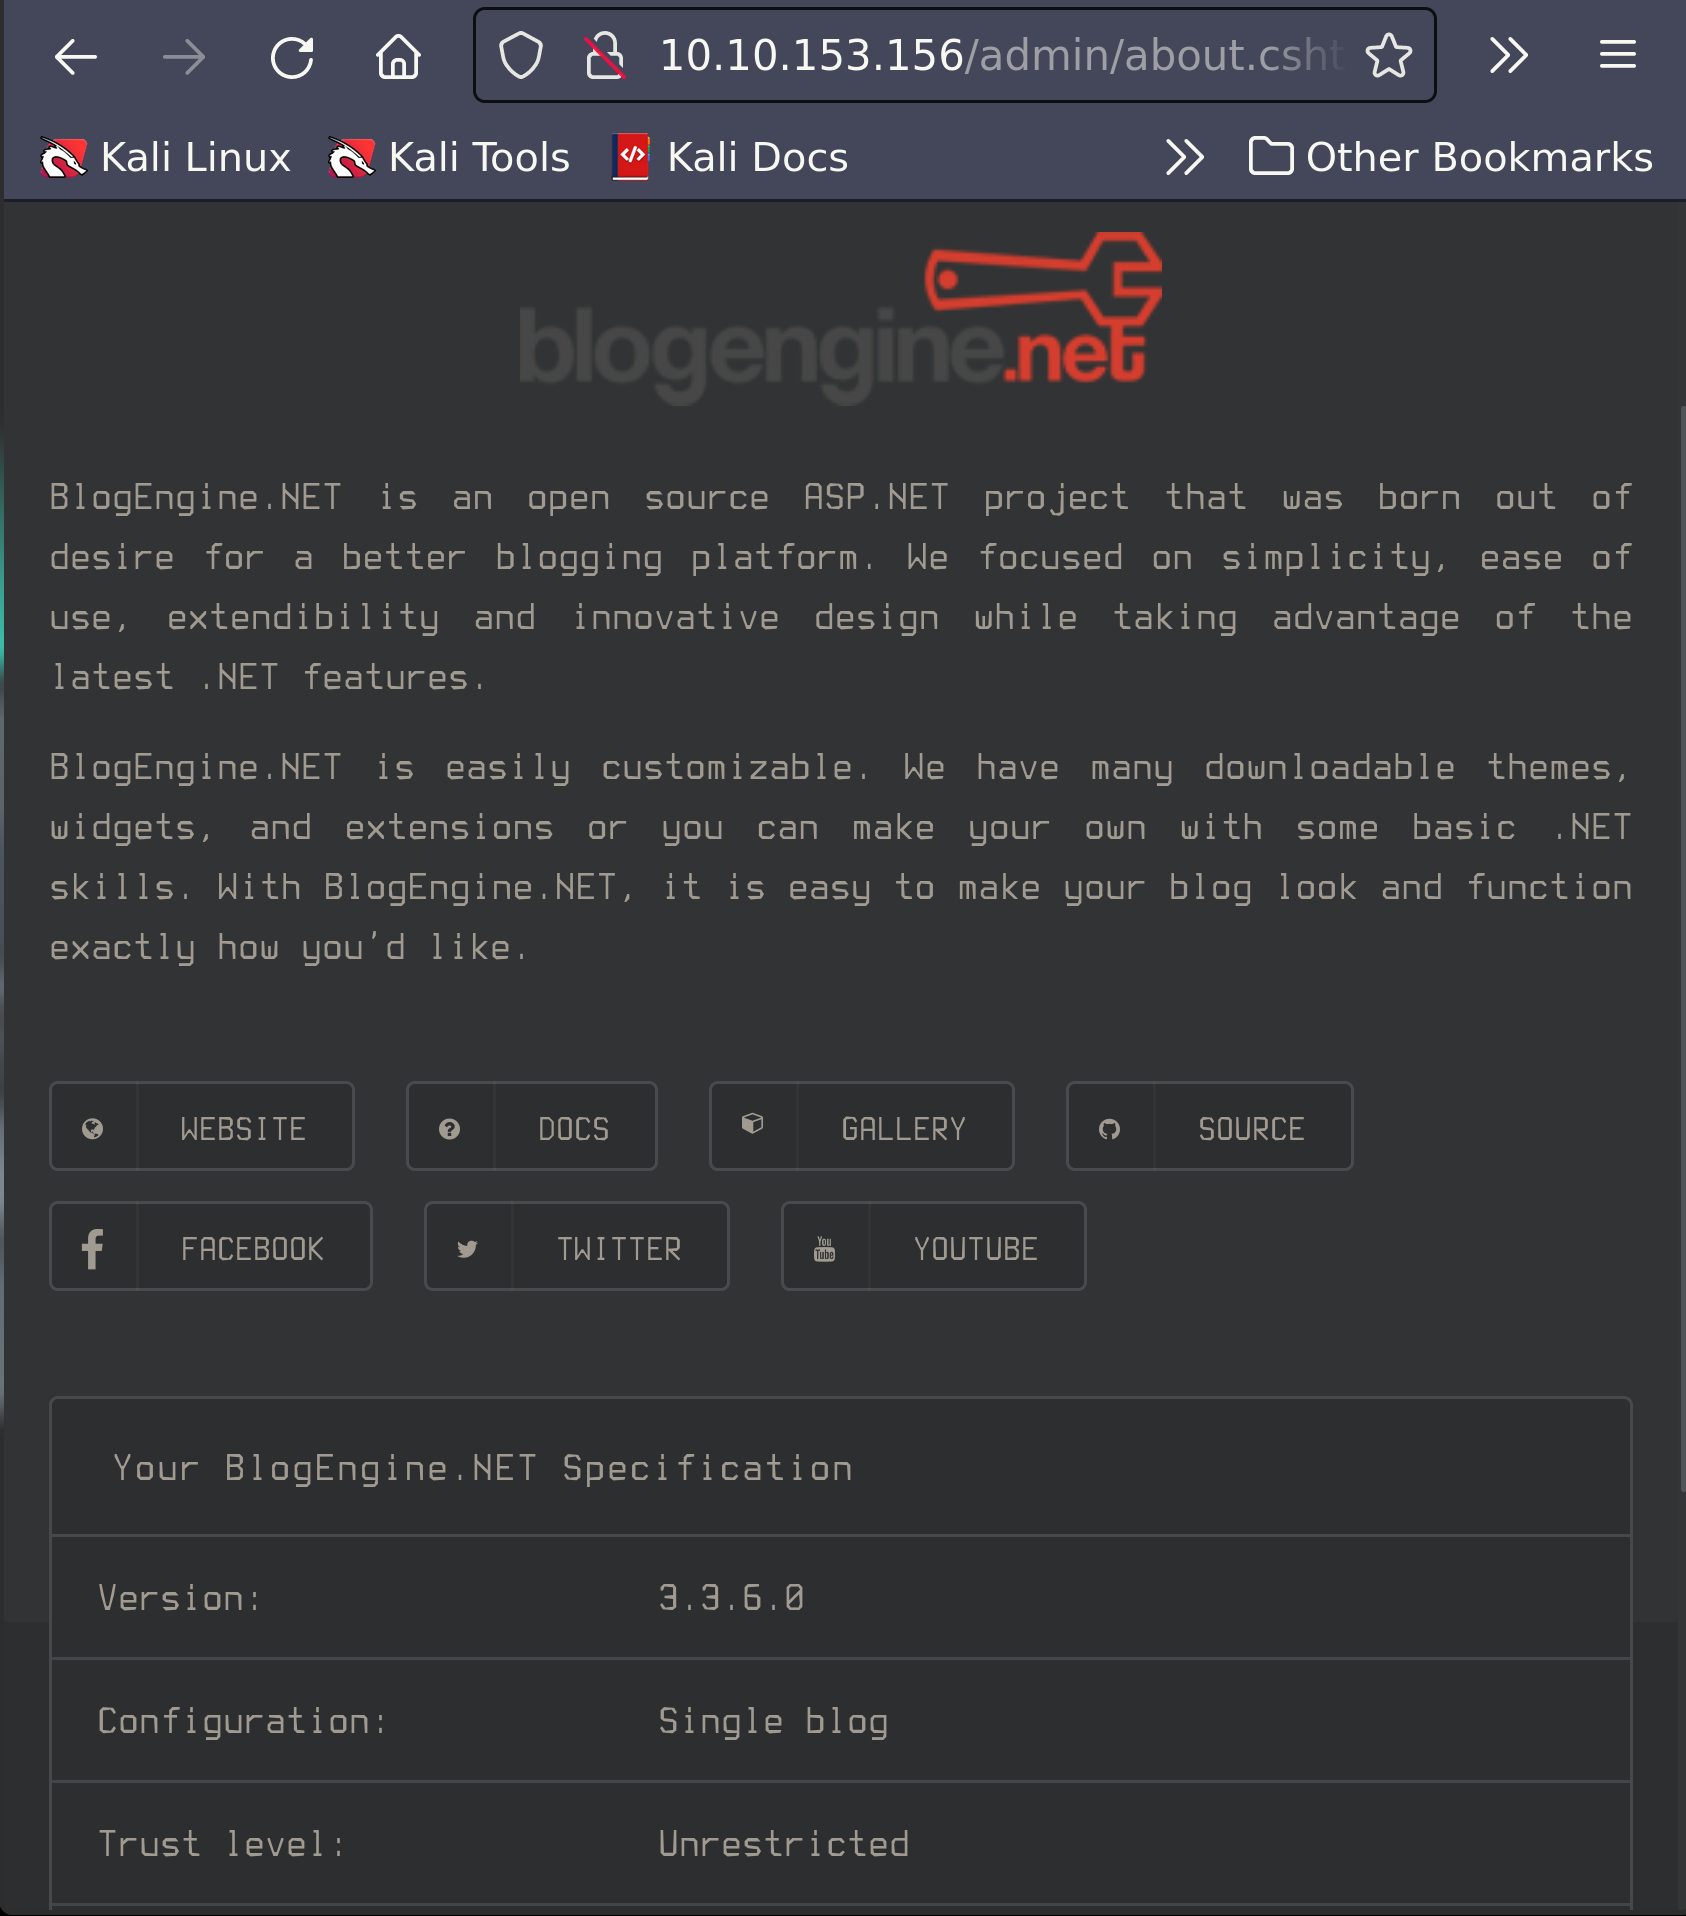 10.10.153.156/admin/about.csht
Kali Linux Kali Tools Kali Docs Other Bookmarks
blogengine.net
BlogEngine.NET is an open source ASP.NET project that was born out of
desire for a better blogging platform. We focused on simplicity, ease of
use, extendibility and innovative design while taking advantage of the
latest .NET features.
BlogEngine.NET is easily customizable. We have many downloadable themes,
widgets, and extensions or you can make your own with some basic .NET
skills. With BlogEngine.NET, it is easy to make your blog look and function
exactly how you'd like.
WEBSITE DOCS GALLERY SOURCE
FACEBOOK TWITTER You Tube YOUTUBE
Your BlogEngine.NET Specification
Version: 3.3.6.0
Configuration: Single blog
Trust level: Unrestricted